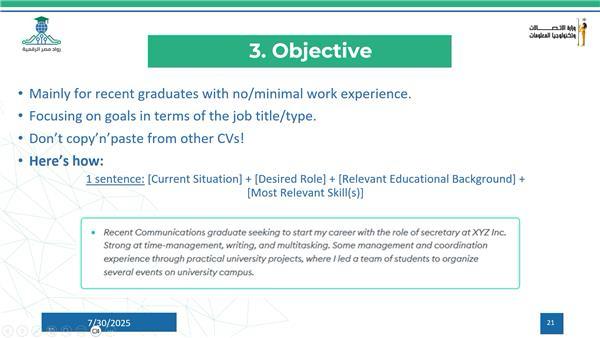 رواد مصر الرقمية
وزارة الاتصالات
وتكنولوجيا المعلومات
3. Objective
• Mainly for recent graduates with no/minimal work experience.
• Focusing on goals in terms of the job title/type.
• Don’t copy’n’paste from other CVs!
• Here’s how:
1 sentence: [Current Situation] + [Desired Role] + [Relevant Educational Background] +
[Most Relevant Skill(s)]
• Recent Communications graduate seeking to start my career with the role of secretary at XYZ Inc.
Strong at time-management, writing, and multitasking. Some management and coordination
experience through practical university projects, where I led a team of students to organize
several events on university campus.
7/30/2025
21